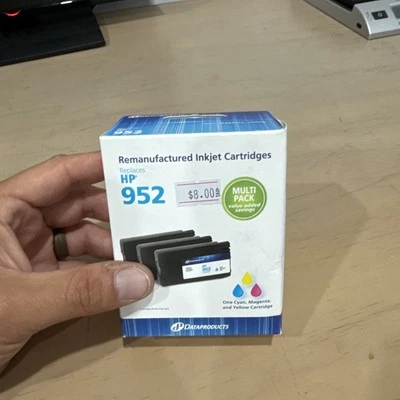 952
Remanufactured Inkjet Cartridges
Replaces
HP®
952
$8.00
MULTI
PACK
value added
savings
One Cyan, Magenta,
and Yellow Cartridge
DATAPRODUCTS